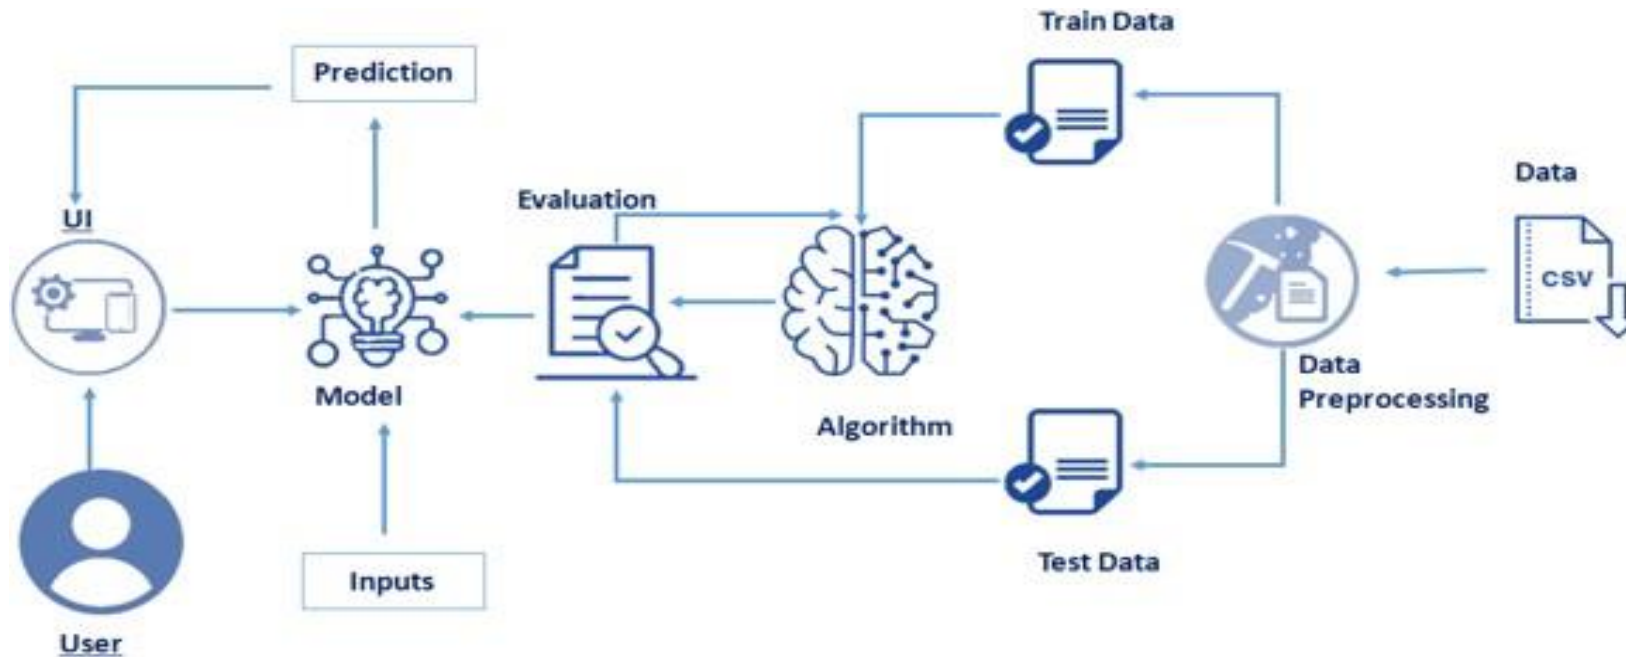 Train Data
Prediction
Data
Evaluation
UI
CSV
Data
Preprocessing
Model
Algorithm
Test Data
Inputs
User